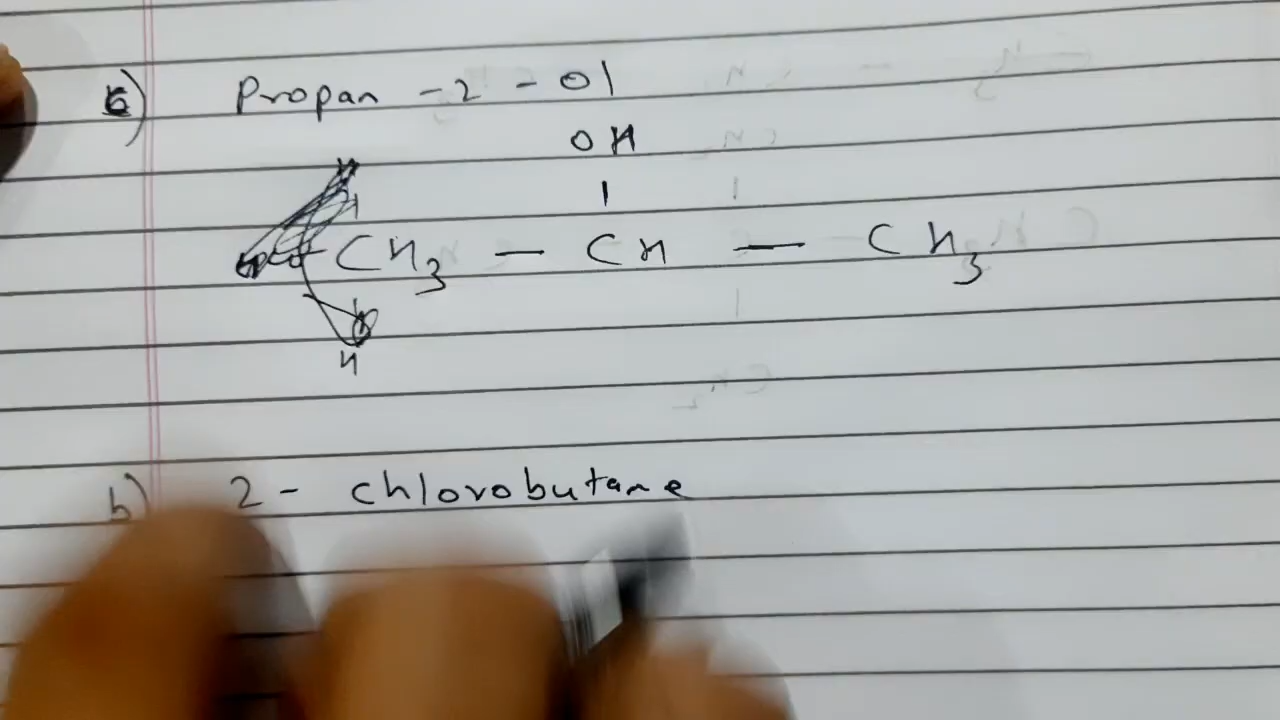 a) Propan-2-ol
OH
|
CH3 — CH — CH3
H
b) 2-chlorobutane